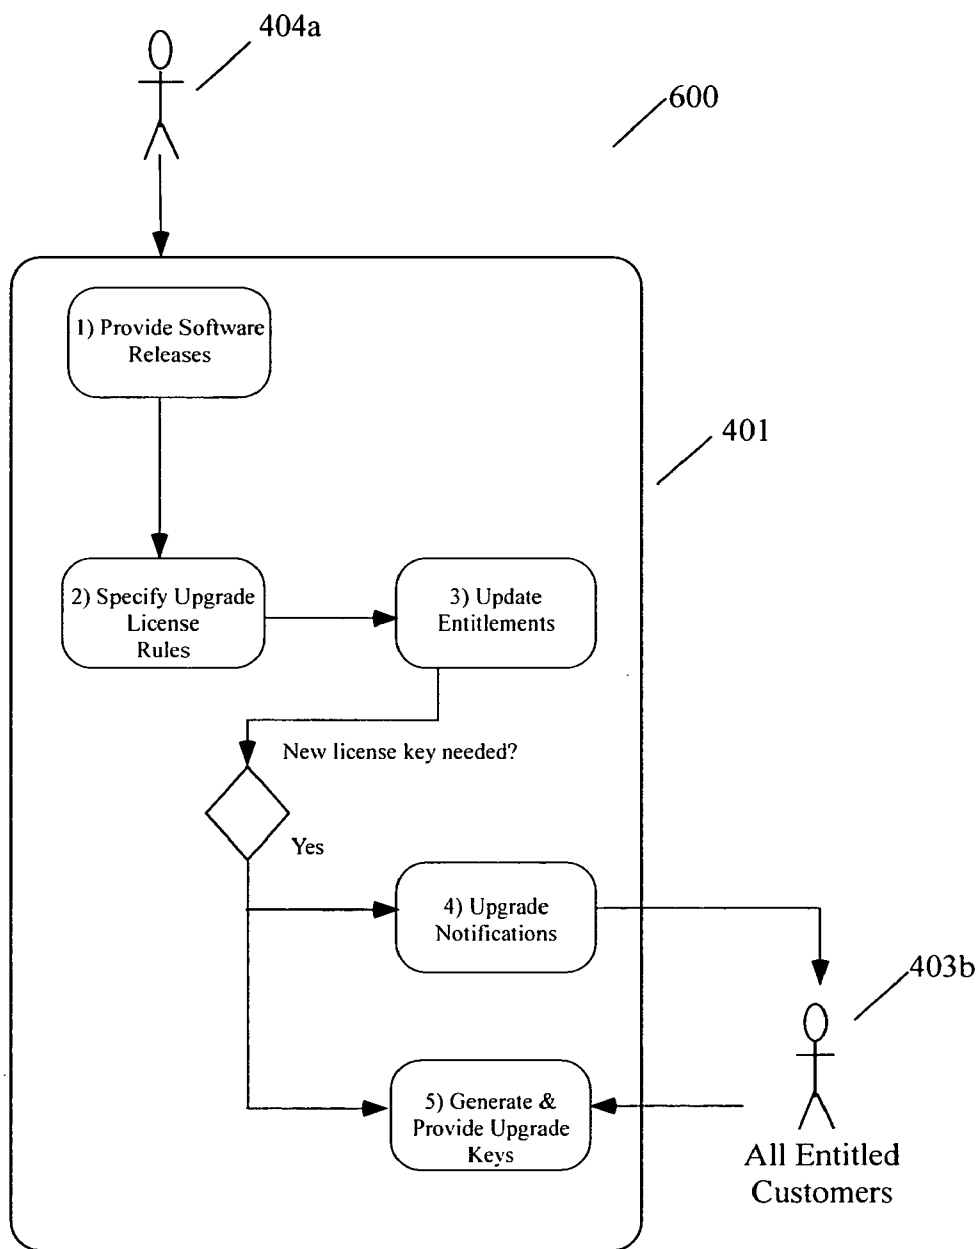 404a
600
1) Provide Software
Releases
401
2) Specify Upgrade
License
Rules
3) Update
Entitlements
New license key needed?
Yes
4) Upgrade
Notifications
403b
5) Generate &
Provide Upgrade
Keys
All Entitled
Customers